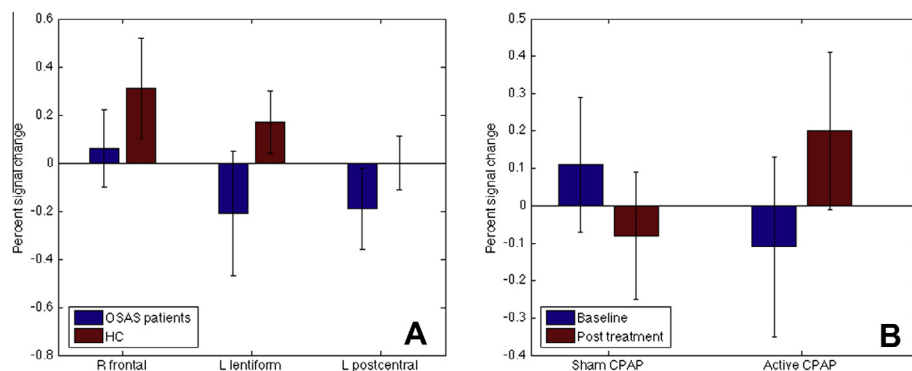 0.6
0.4
0.2
0
-0.2
-0.4
-0.6
-0.8
Percent signal change
OSAS patients
HC
A
R frontal L lentiform L postcentral
0.5
0.4
0.3
0.2
0.1
0
-0.1
-0.2
-0.3
-0.4
Percent signal change
Baseline
Post treatment
B
Sham CPAP Active CPAP